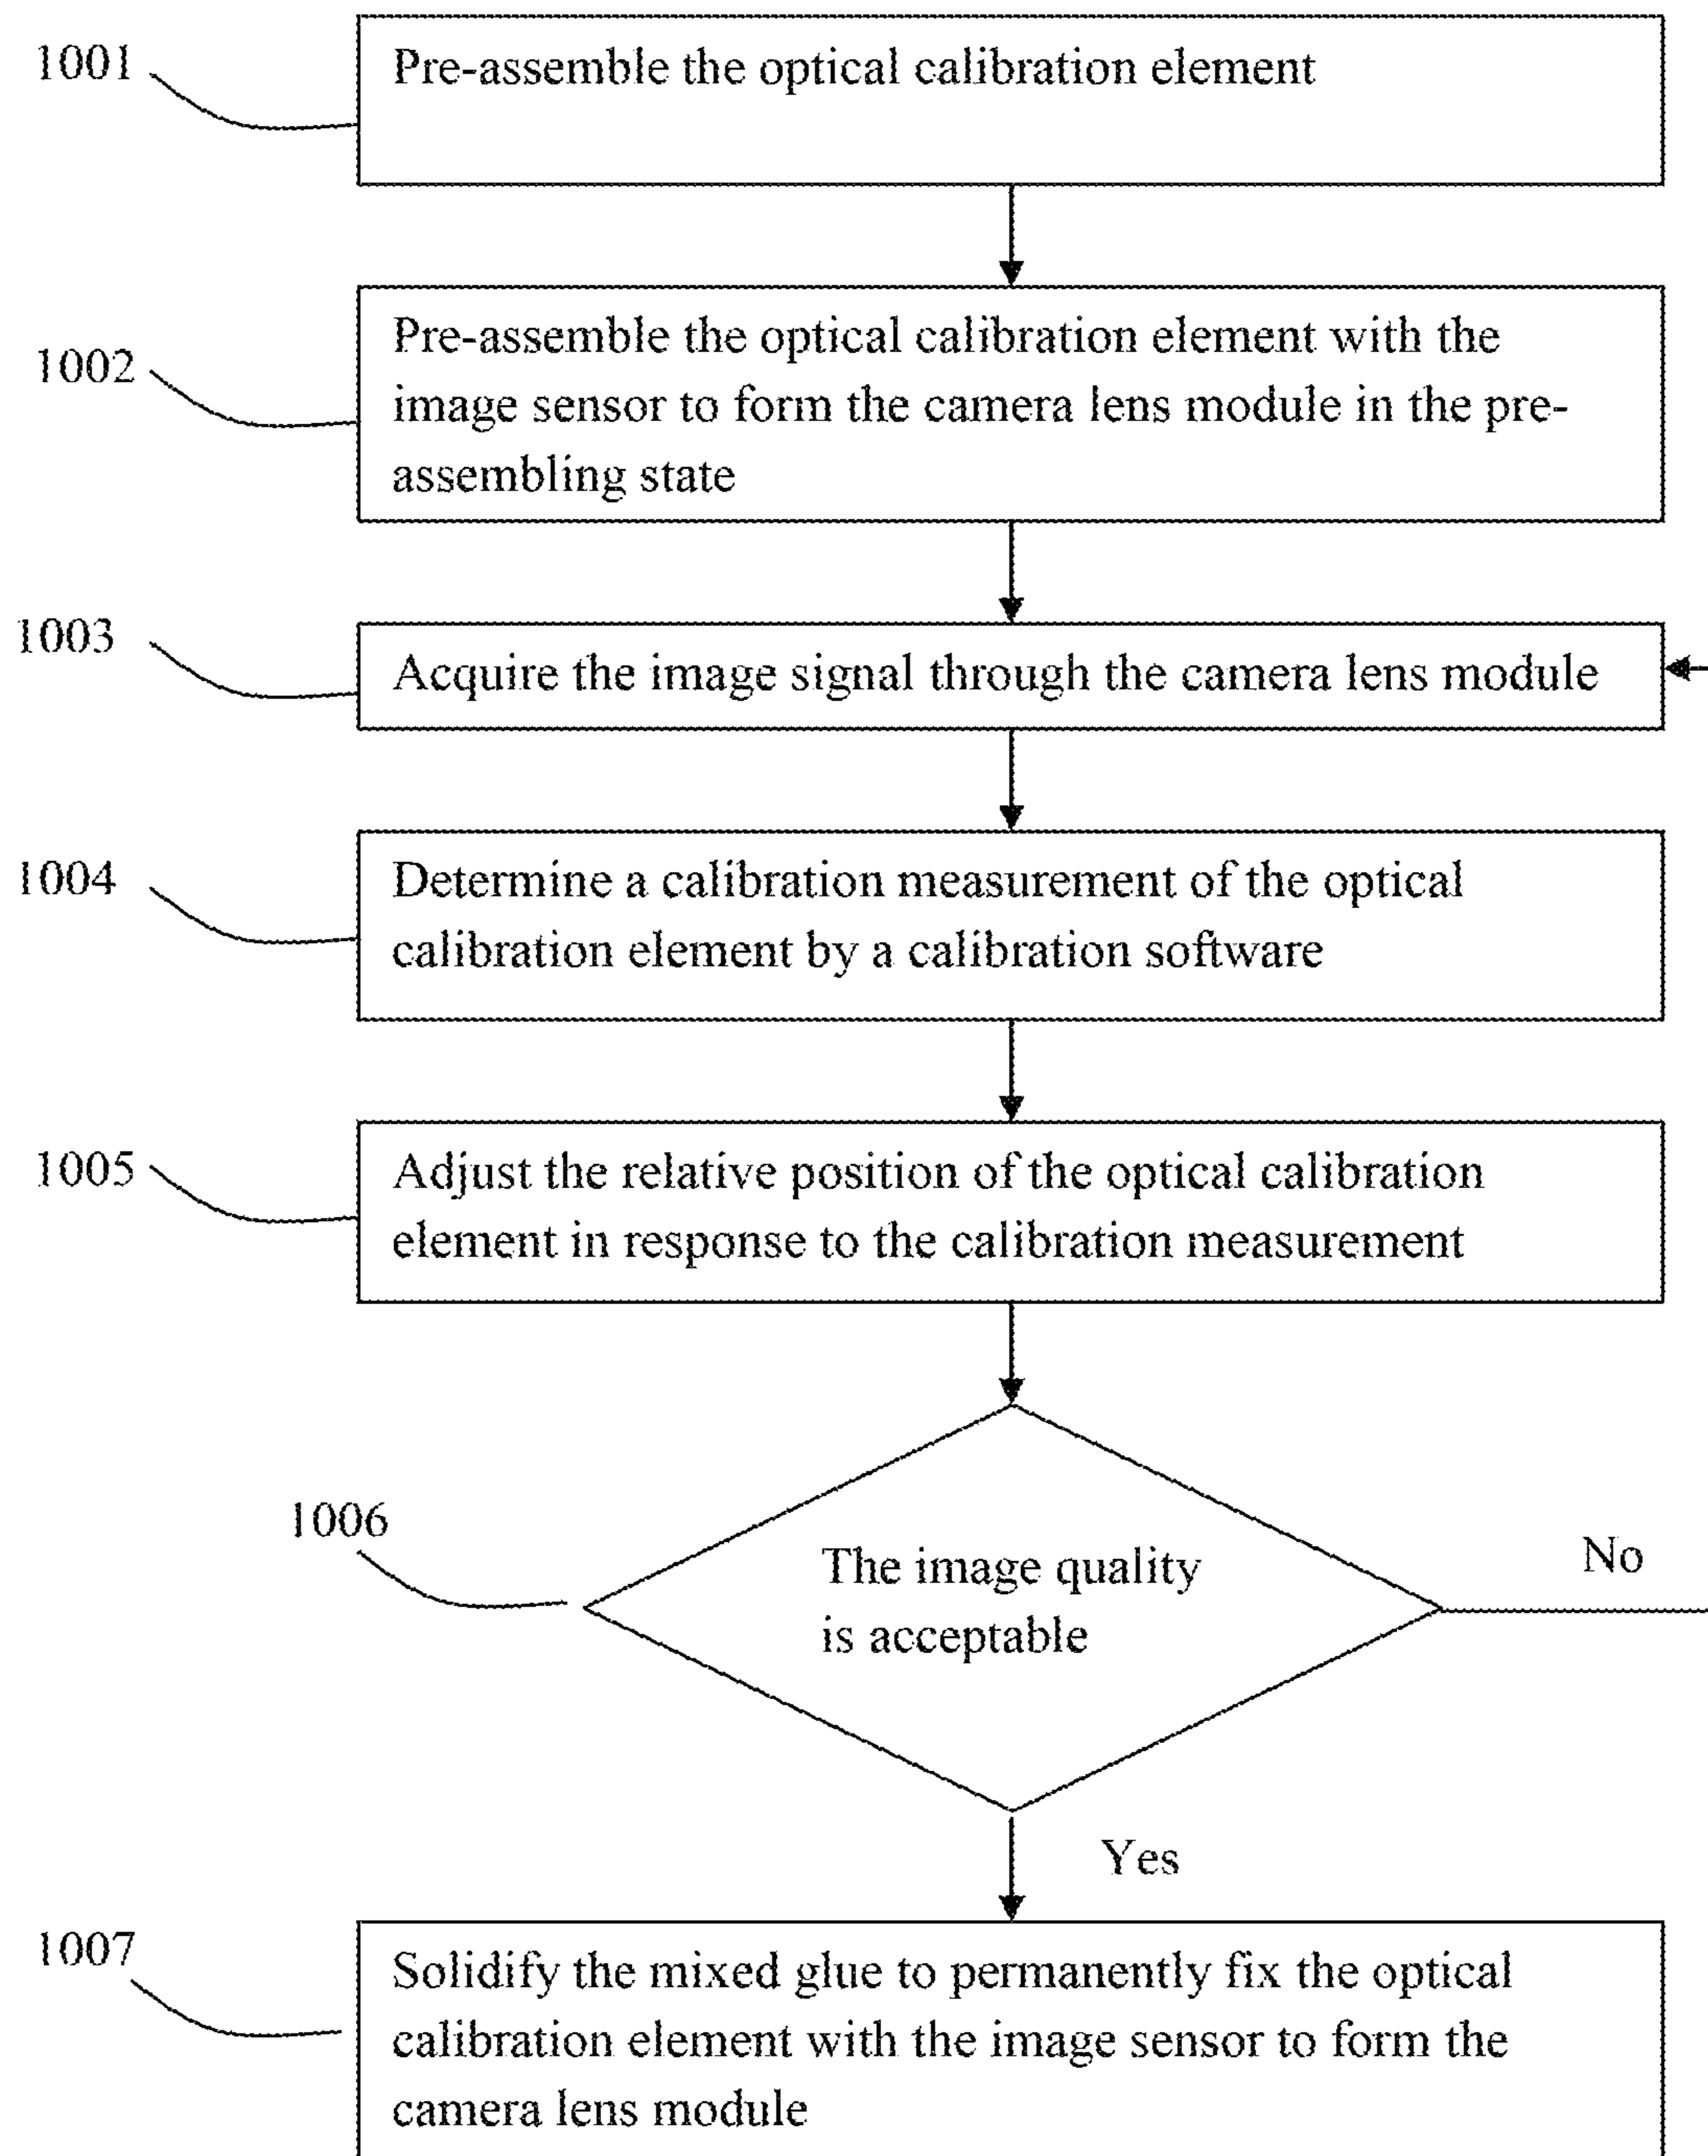 1001
Pre-assemble the optical calibration element
1002
Pre-assemble the optical calibration element with the
image sensor to form the camera lens module in the pre-
assembling state
1003
Acquire the image signal through the camera lens module
1004
Determine a calibration measurement of the optical
calibration element by a calibration software
1005
Adjust the relative position of the optical calibration
element in response to the calibration measurement
1006
The image quality
is acceptable
No
Yes
1007
Solidify the mixed glue to permanently fix the optical
calibration element with the image sensor to form the
camera lens module